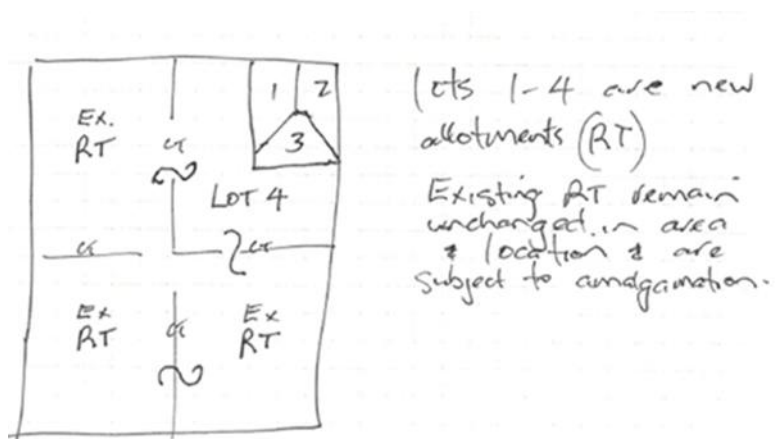 Ex.
RT
1
2
3
LOT 4
Ex
RT
Ex
RT
Lots 1-4 are new
allotments (RT)
Existing RT remain
unchanged in area
& location & are
subject to amalgamation.